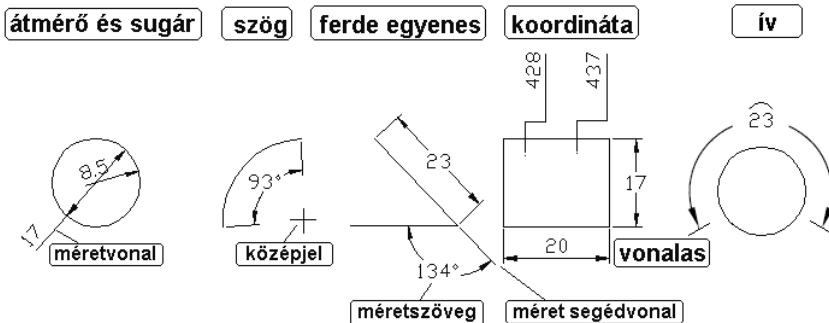 átmérő és sugár
szög
ferde egyenes
koordináta
ív
428
437
23
8.5
93°
23
17
17
méretvonal
középjel
20
vonalas
134°
méretszöveg
méret segédvonal